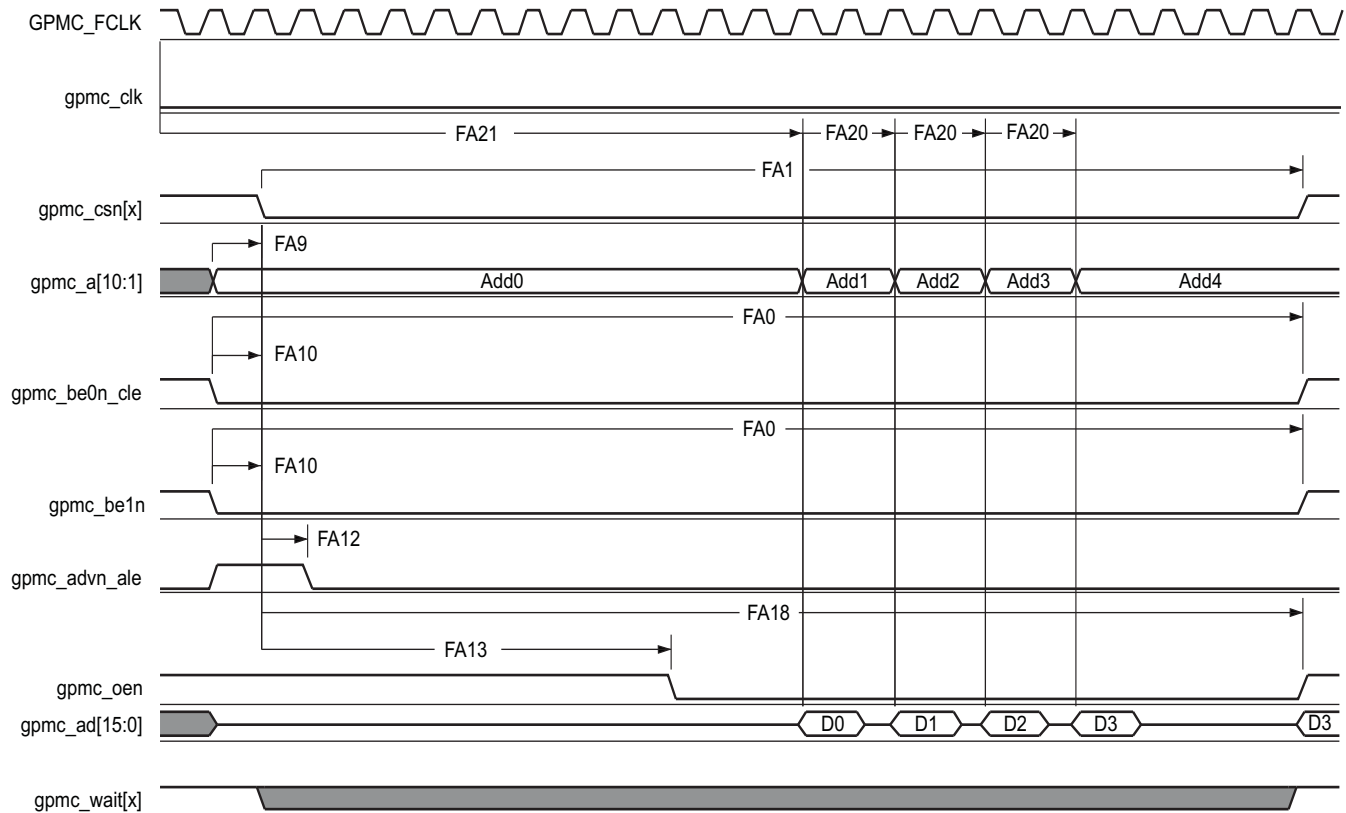 GPMC_FCLK
gpmc_clk
FA21 FA20 FA20 FA20
FA1
gpmc_csn[x]
FA9
gpmc_a[10:1] Add0 Add1 Add2 Add3 Add4
FA0
FA10
gpmc_be0n_cle
FA0
FA10
gpmc_be1n
FA12
gpmc_advn_ale
FA18
FA13
gpmc_oen
gpmc_ad[15:0] D0 D1 D2 D3 D3
gpmc_wait[x]